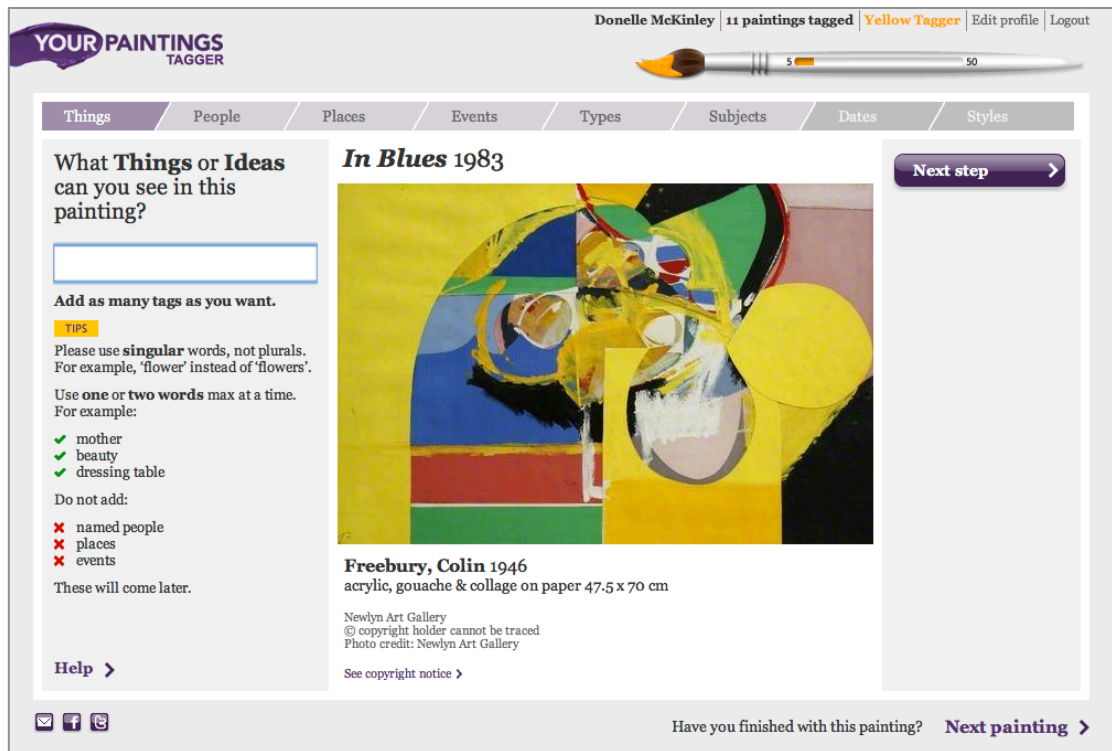 Donelle McKinley 11 paintings tagged Yellow Tagger Edit profile Logout
YOUR PAINTINGS
TAGGER
5 50
Things People Places Events Types Subjects Dates Styles
What Things or Ideas
can you see in this
painting?
Add as many tags as you want.
TIPS
Please use singular words, not plurals.
For example, 'flower' instead of 'flowers'.
Use one or two words max at a time.
For example:
mother
beauty
dressing table
Do not add:
named people
places
events
These will come later.
Help
In Blues 1983
Freebury, Colin 1946
acrylic, gouache & collage on paper 47.5 x 70 cm
Newlyn Art Gallery
© copyright holder cannot be traced
Photo credit: Newlyn Art Gallery
See copyright notice
Next step
Have you finished with this painting? Next painting